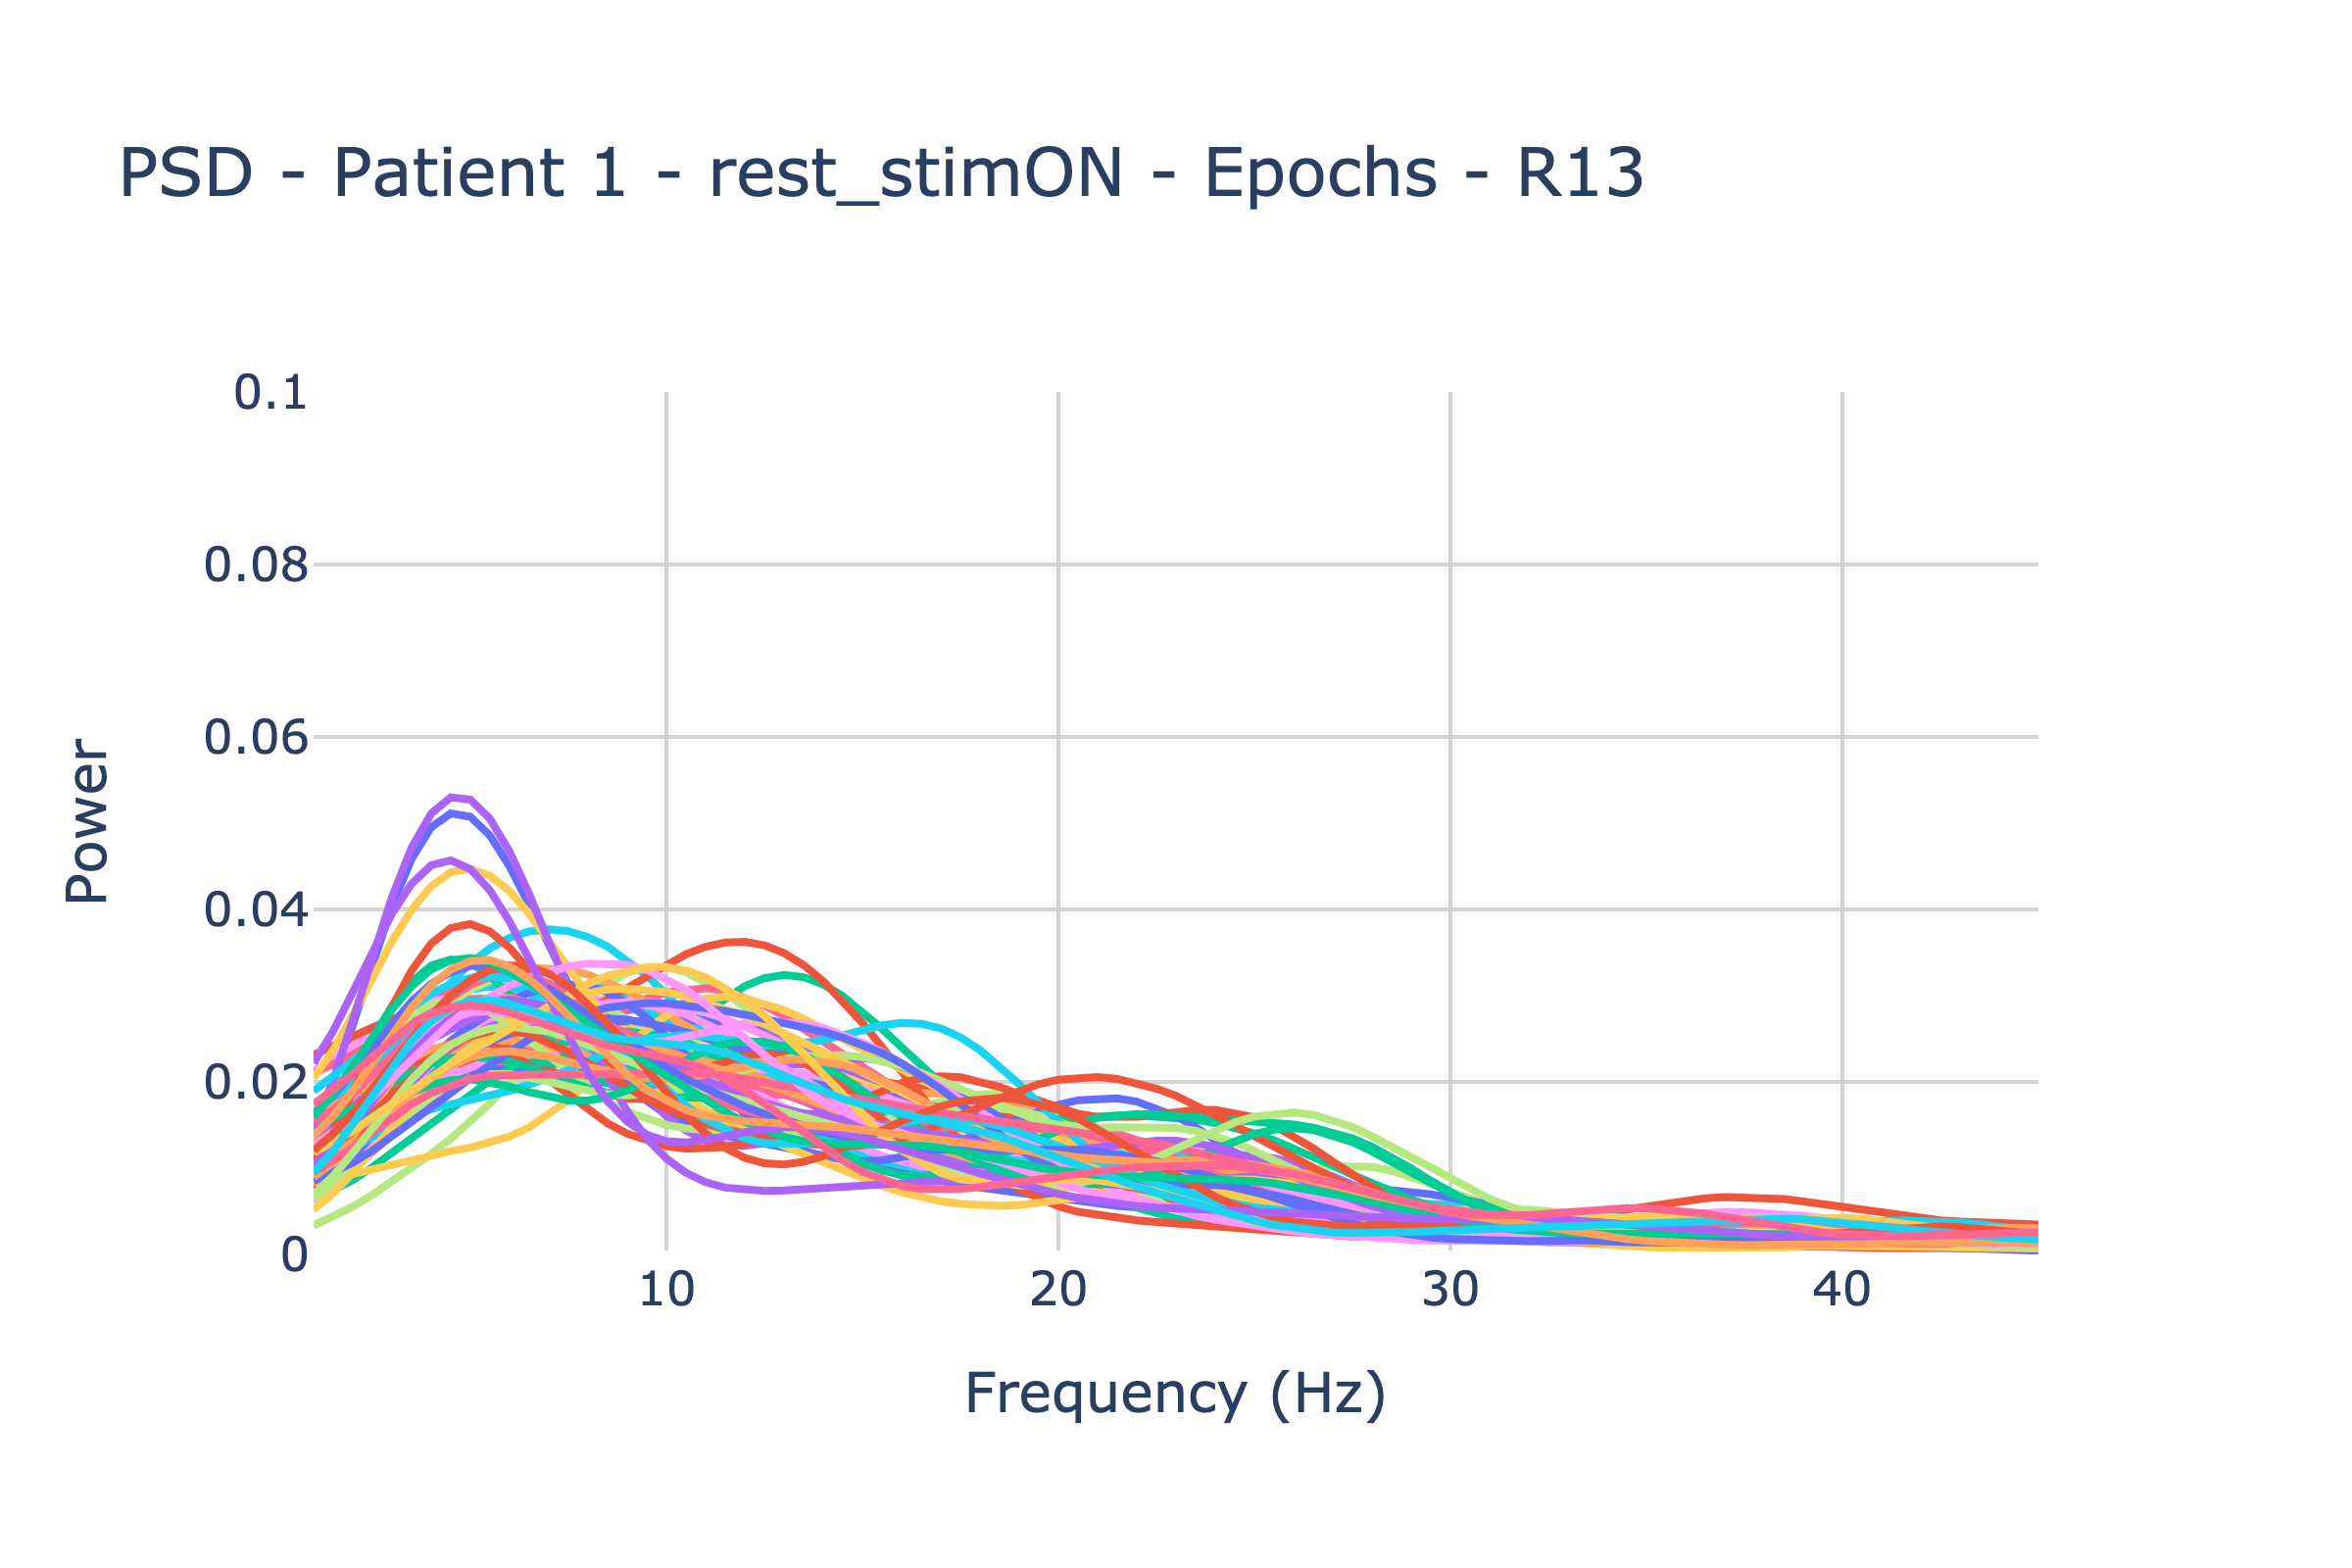 PSD - Patient 1 - rest_stimON - Epochs - R13
0.1
0.08
0.06
0.04
0.02
0
Power
10 20 30 40
Frequency (Hz)